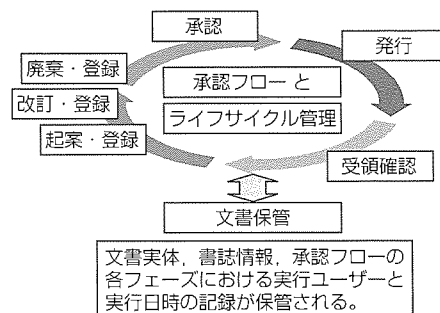 承認
発行
廃棄・登録
改訂・登録
起案・登録
承認フローと
ライフサイクル管理
受領確認
文書保管
文書実体，書誌情報，承認フローの
各フェーズにおける実行ユーザーと
実行日時の記録が保管される。